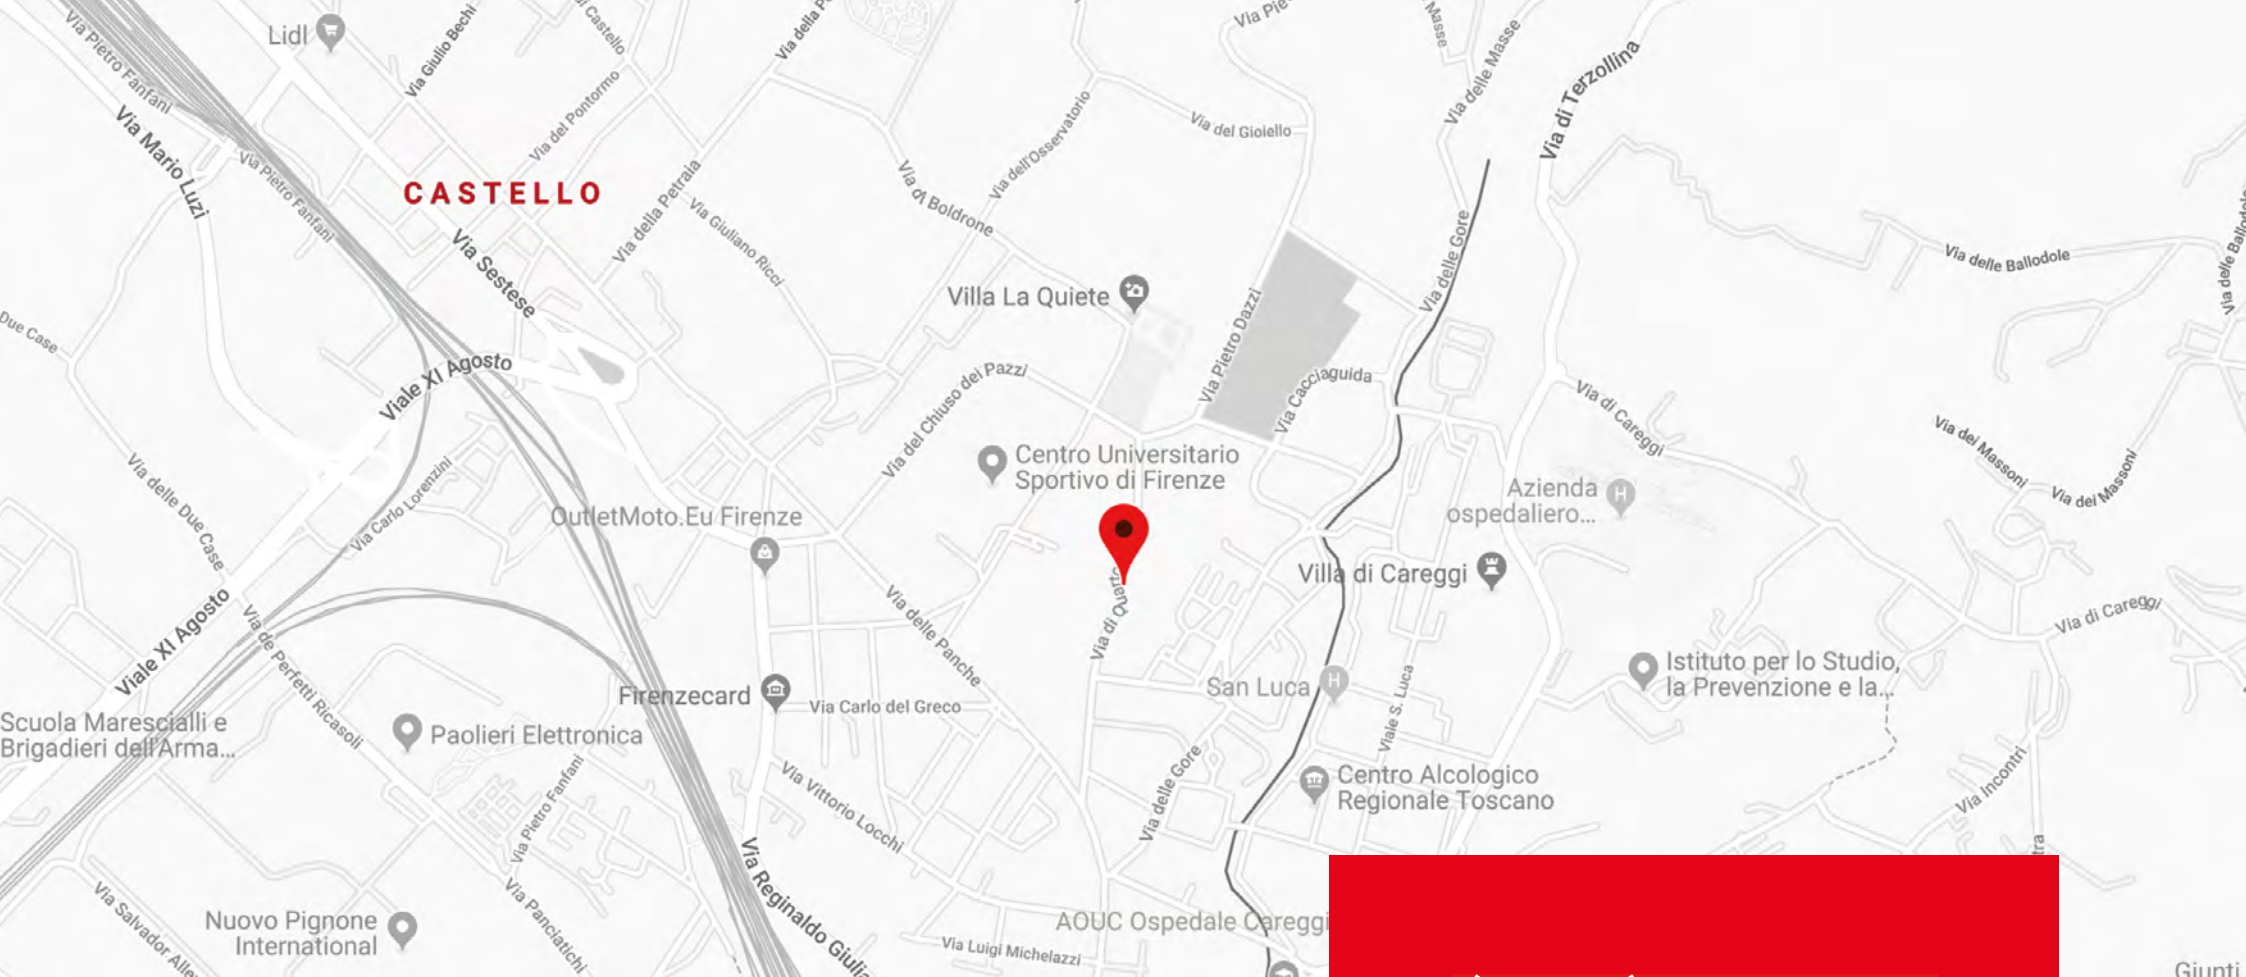 Via Pietro Fanfani
Lidl
Via Giulio Bechi
di Castello
Via della P
Via Pie
Masse
Via delle Masse
Via di Terzollina
Via Mario Luzi
Via del Pontormo
Via dell'Osservatorio
Via del Gioiello
Via Pietro Fanfani
CASTELLO
Via della Petraia
Via di Boldrone
Via Giuliano Ricci
Via Sestese
Via delle Gore
Via delle Ballodole
Via delle Ballodole
Villa La Quiete
Due Case
Via Pietro Dazzi
Viale XI Agosto
Via del Chiuso dei Pazzi
Via Cacciaguida
Via di Careggi
Via dei Massoni
Via dei Massoni
Via delle Due Case
Via Carlo Lorenzini
Centro Universitario
Sportivo di Firenze
Azienda
ospedaliero...
OutletMoto.Eu Firenze
Villa di Careggi
Viale XI Agosto
Via de Perfetti Ricasoli
Via delle Panche
Via di Quarto
Via di Careggi
Istituto per lo Studio,
la Prevenzione e la...
San Luca
Firenzecard
Via Carlo del Greco
Viale S. Luca
Scuola Marescialli e
Brigadieri dell'Arma...
Paolieri Elettronica
Via Pietro Fanfani
Via Vittorio Locchi
Via delle Gore
Centro Alcologico
Regionale Toscano
Via Incontri
tra
Via Reginaldo Giulia
Via Salvador Alle
Nuovo Pignone
International
Via Panciatichi
AOUC Ospedale Careggi
Via Luigi Michelazzi
Giunti